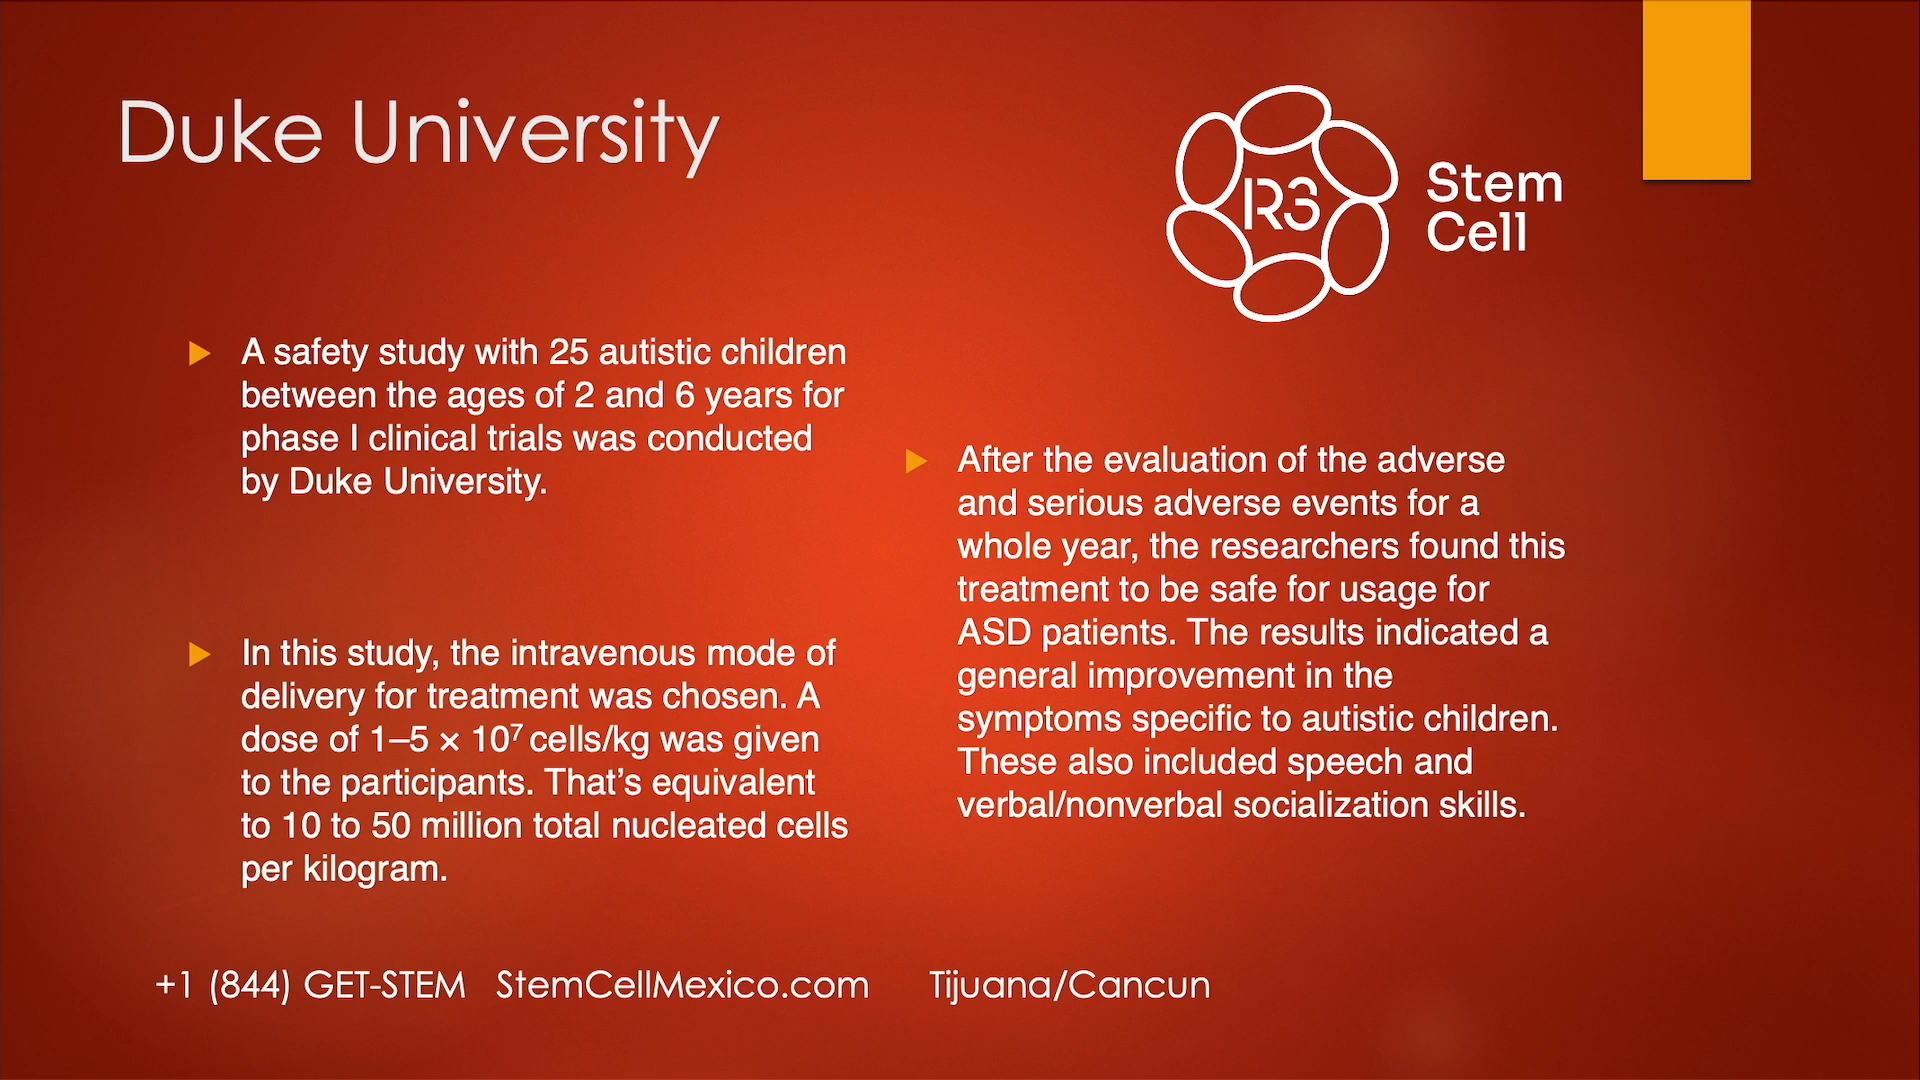 Duke University
R3
Stem
Cell
▶ A safety study with 25 autistic children
between the ages of 2 and 6 years for
phase I clinical trials was conducted
by Duke University.
▶ In this study, the intravenous mode of
delivery for treatment was chosen. A
dose of 1–5 × 10⁷ cells/kg was given
to the participants. That’s equivalent
to 10 to 50 million total nucleated cells
per kilogram.
▶ After the evaluation of the adverse
and serious adverse events for a
whole year, the researchers found this
treatment to be safe for usage for
ASD patients. The results indicated a
general improvement in the
symptoms specific to autistic children.
These also included speech and
verbal/nonverbal socialization skills.
+1 (844) GET-STEM StemCellMexico.com Tijuana/Cancun